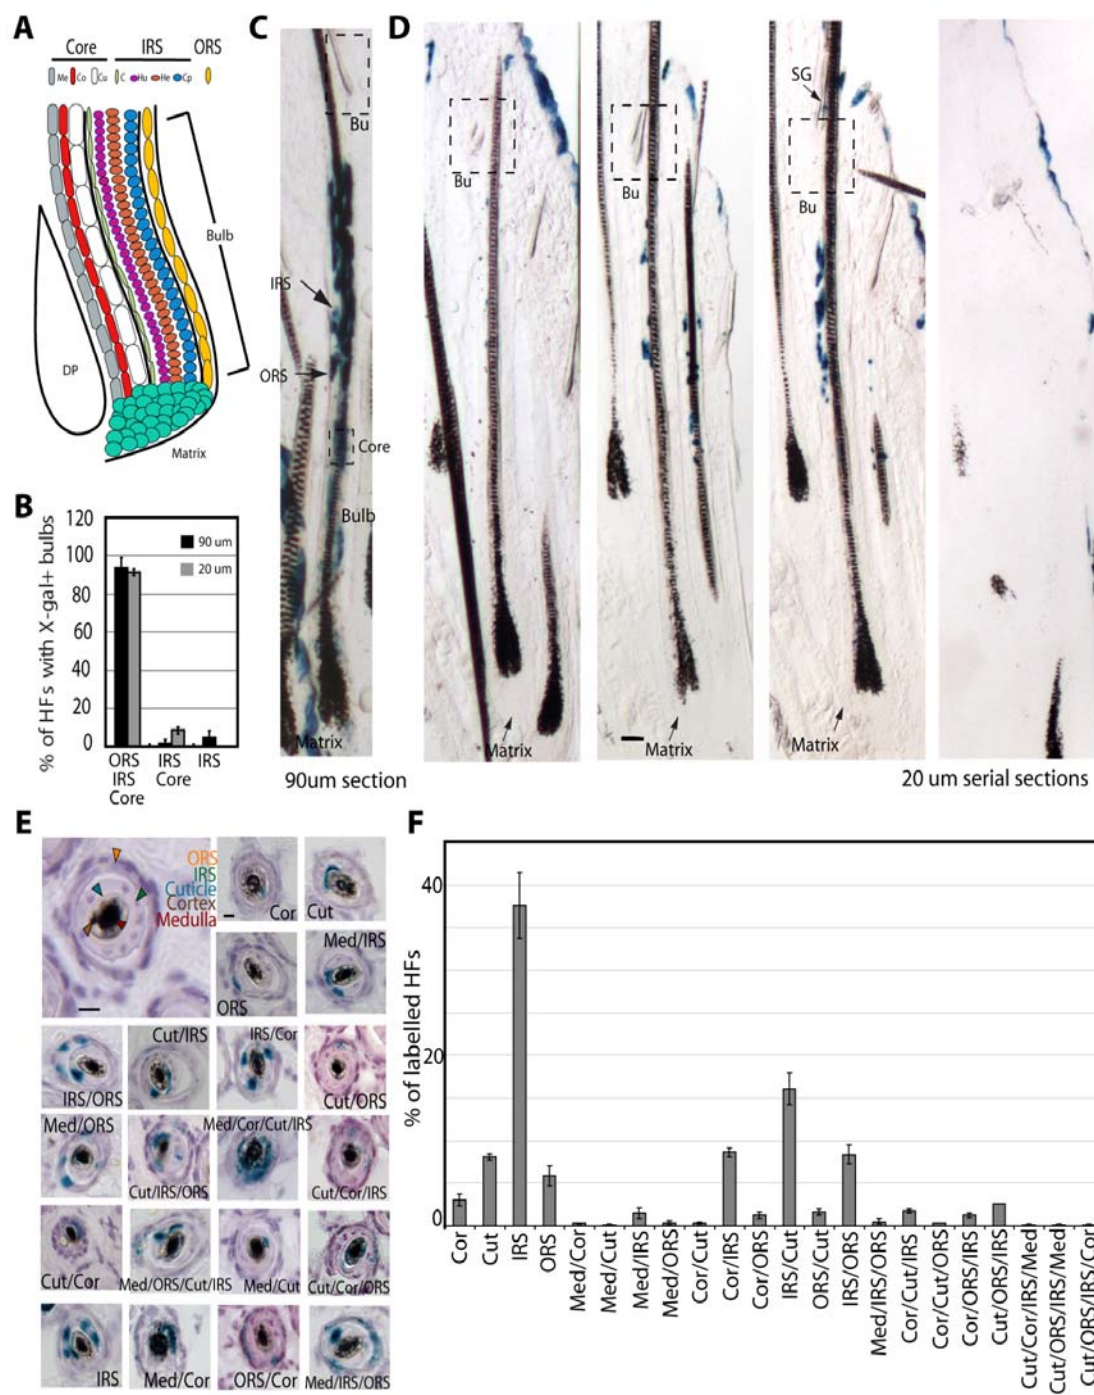 A
Core IRS ORS
Me Co Cu C Hu He Cp
Bulb
DP
Matrix
B
% of HFs with X-gal+ bulbs
120
100
80
60
40
20
0
90 um
20 um
ORS
IRS
Core
IRS
Core
IRS
C
Bu
IRS
ORS
Core
Bulb
Matrix
90um section
D
Bu
Matrix
Bu
Matrix
SG
Bu
Matrix
20 um serial sections
E
ORS
IRS
Cuticle
Cortex
Medulla
Cor
Cut
ORS
Med/IRS
IRS/ORS
Cut/IRS
IRS/Cor
Cut/ORS
Med/ORS
Cut/IRS/ORS
Med/Cor/Cut/IRS
Cut/Cor/IRS
Cut/Cor
Med/ORS/Cut/IRS
Med/Cut
Cut/Cor/ORS
IRS
Med/Cor
ORS/Cor
Med/IRS/ORS
F
% of labelled HFs
40
20
0
Cor
Cut
IRS
ORS
Med/Cor
Med/Cut
Med/IRS
Med/ORS
Cor/Cut
Cor/IRS
Cor/ORS
IRS/Cut
ORS/Cut
IRS/ORS
Med/IRS/ORS
Cor/Cut/IRS
Cor/Cut/ORS
Cor/ORS/IRS
Cut/ORS/IRS
Cut/Cor/IRS/Med
Cut/ORS/IRS/Med
Cut/ORS/IRS/Cor